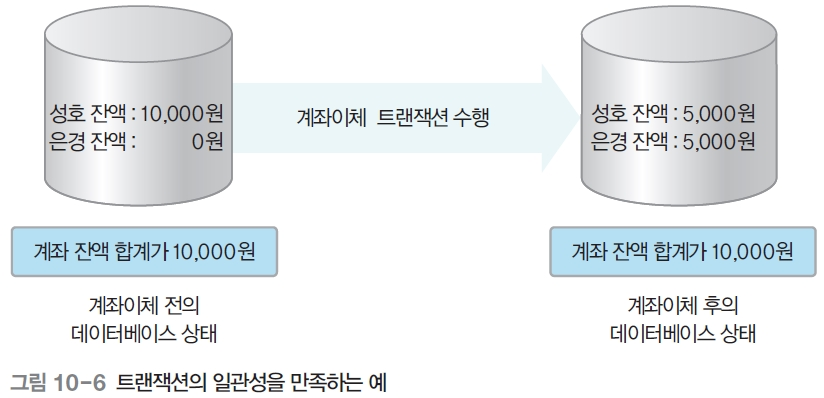 성호 잔액 : 10,000원
은경 잔액 : 0원
계좌이체 트랜잭션 수행
성호 잔액 : 5,000원
은경 잔액 : 5,000원
계좌 잔액 합계가 10,000원
계좌 잔액 합계가 10,000원
계좌이체 전의
데이터베이스 상태
계좌이체 후의
데이터베이스 상태
그림 10-6 트랜잭션의 일관성을 만족하는 예